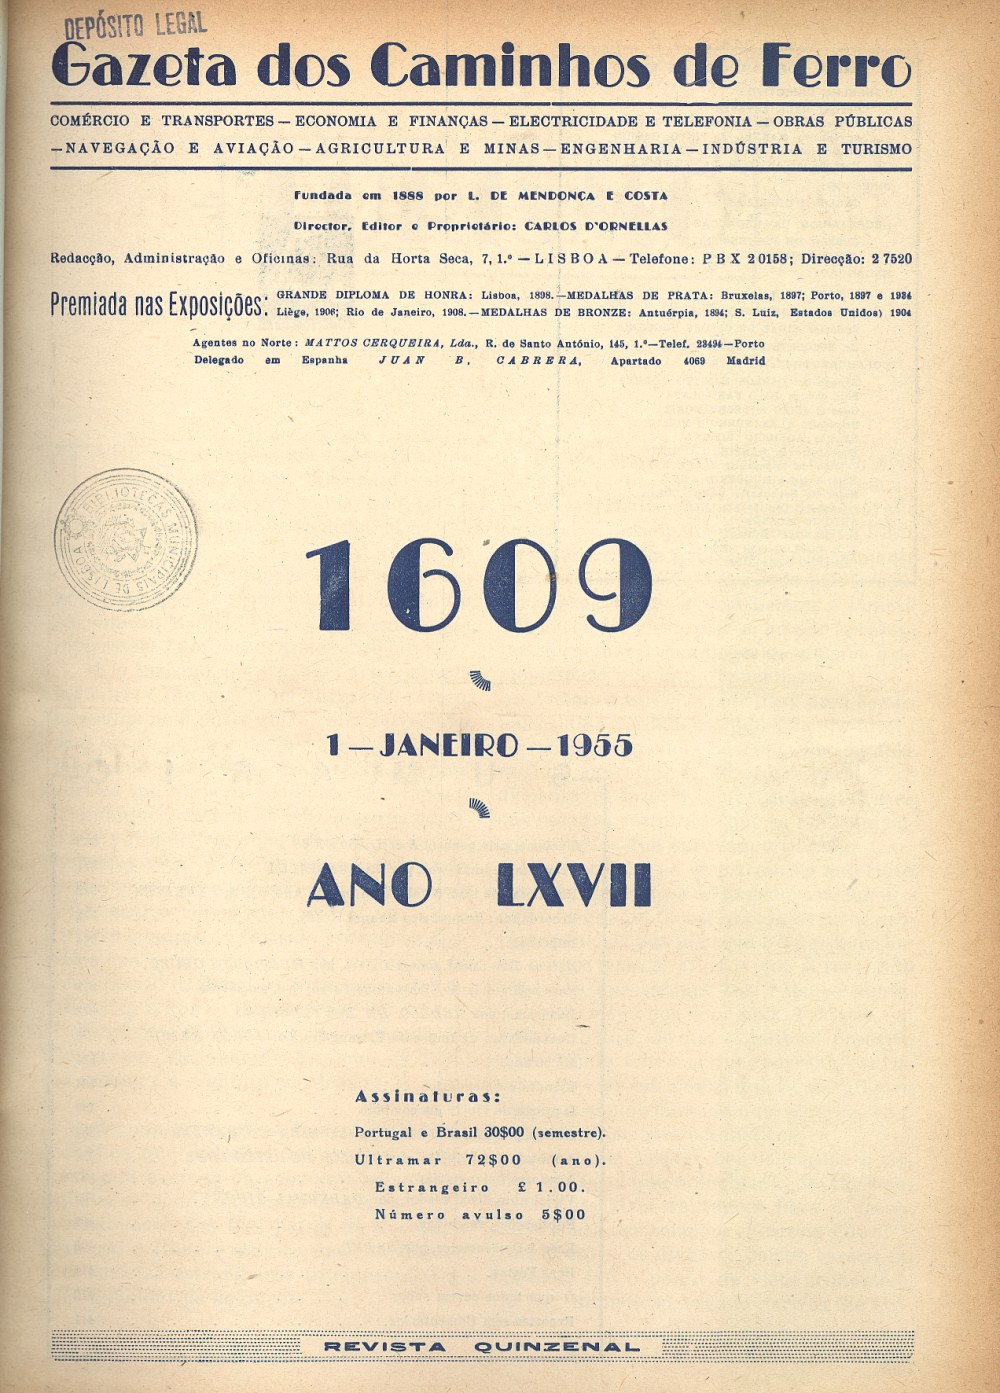 DEPÓSITO LEGAL
Gazeta dos Caminhos de Ferro
COMÉRCIO E TRANSPORTES — ECONOMIA E FINANÇAS — ELECTRICIDADE E TELEFONIA — OBRAS PÚBLICAS
— NAVEGAÇÃO E AVIAÇÃO — AGRICULTURA E MINAS — ENGENHARIA — INDÚSTRIA E TURISMO
Fundada em 1888 por L. DE MENDONÇA E COSTA
Director, Editor e Proprietário: CARLOS D'ORNELLAS
Redacção, Administração e Oficinas: Rua da Horta Seca, 7, 1.º — LISBOA — Telefone: PBX 20158; Direcção: 27520
Premiada nas Exposições:
GRANDE DIPLOMA DE HONRA: Lisboa, 1898. — MEDALHAS DE PRATA: Bruxelas, 1897; Porto, 1897 e 1934
Liège, 1906; Rio de Janeiro, 1908. — MEDALHAS DE BRONZE: Antuérpia, 1894; S. Luiz, Estados Unidos) 1904
Agentes no Norte: MATTOS CERQUEIRA, Lda., R. de Santo António, 145, 1.º — Telef. 23494 — Porto
Delegado em Espanha JUAN B. CABRERA, Apartado 4069 Madrid
BIBLIOTECAS MUNICIPAIS DE LISBOA
1609
1 — JANEIRO — 1955
ANO LXVII
Assinaturas:
Portugal e Brasil 30$00 (semestre).
Ultramar 72$00 (ano).
Estrangeiro £ 1.00.
Número avulso 5$00
REVISTA QUINZENAL